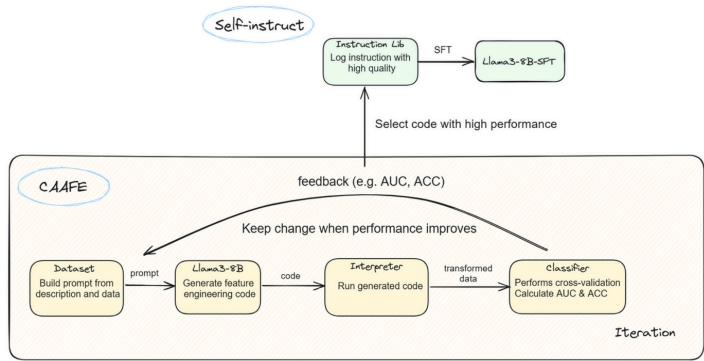 Self-instruct
Instruction Lib
Log instruction with
high quality
SFT
Llama3-8B-SFT
Select code with high performance
CAAFE
feedback (e.g. AUC, ACC)
Keep change when performance improves
Dataset
Build prompt from
description and data
prompt
Llama3-8B
Generate feature
engineering code
code
Interpreter
Run generated code
transformed
data
Classifier
Performs cross-validation
Calculate AUC & ACC
Iteration